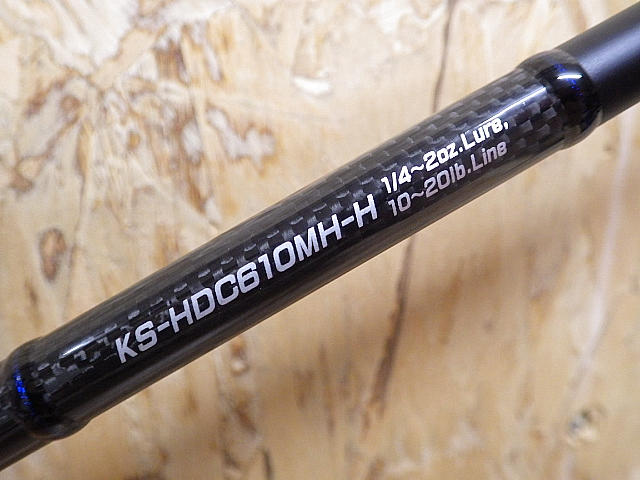 KS-HDC610MH-H
1/4~2oz.Lure,
10~20lb.Line